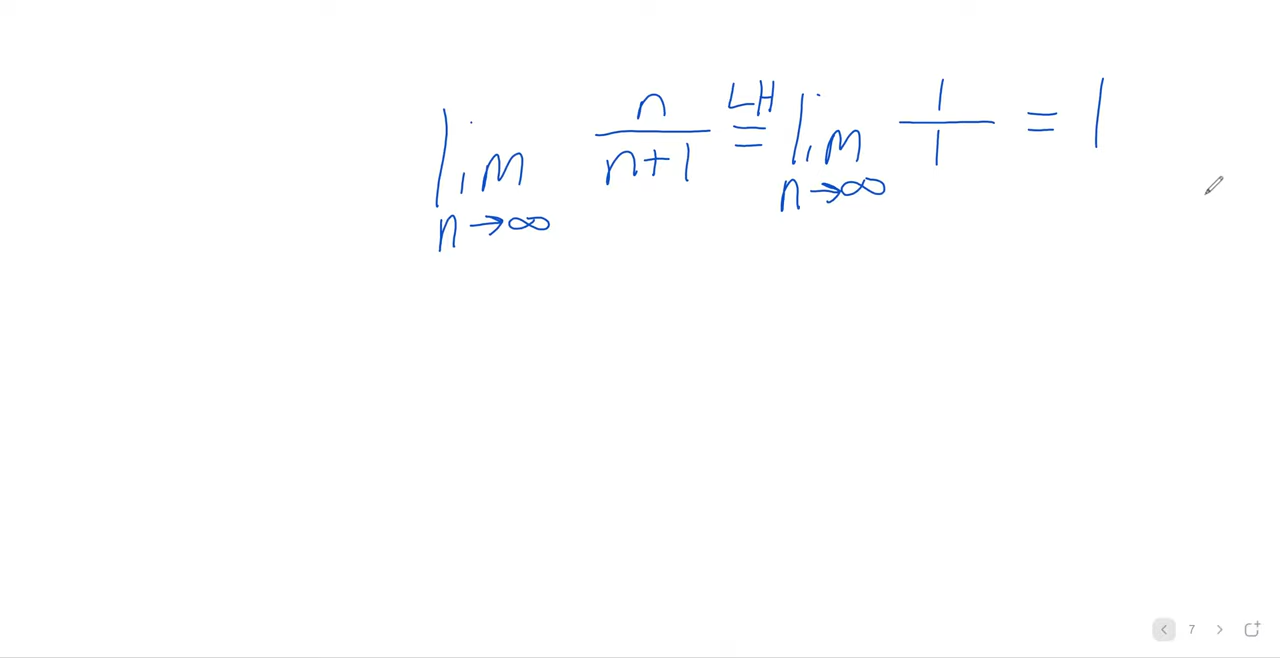 lim n→∞ n/(n+1) LH= lim n→∞ 1/1 = 1
7